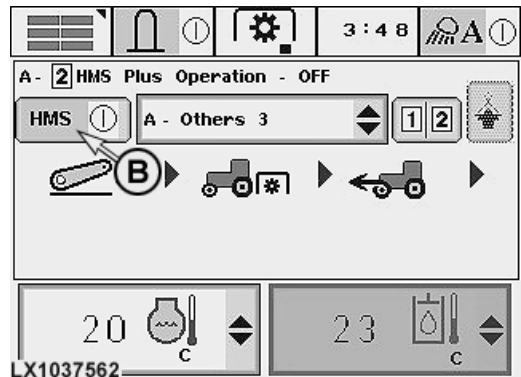 3:48 A
A - 2 HMS Plus Operation - OFF
HMS A - Others 3 1 2
B
20 C 23 C
LX1037562